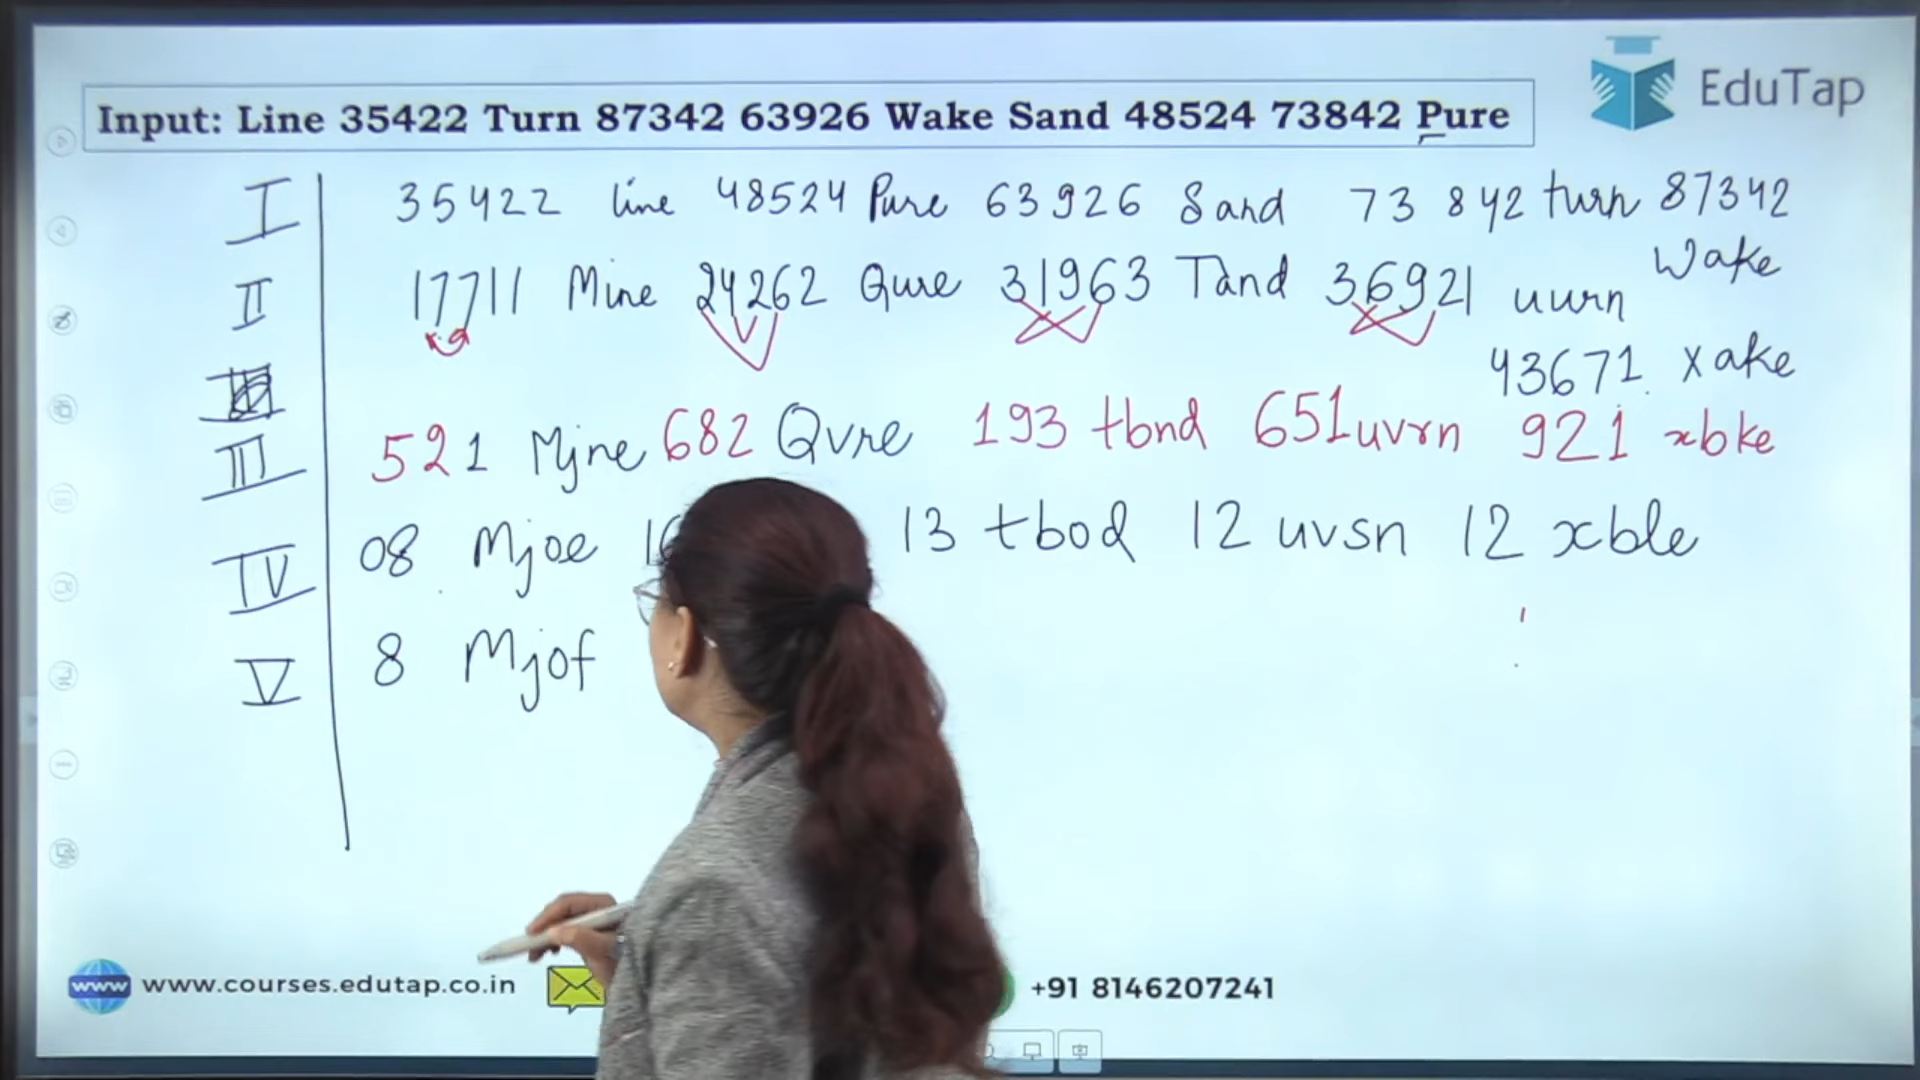 EduTap
Input: Line 35422 Turn 87342 63926 Wake Sand 48524 73842 Pure
I 35422 line 48524 Pure 63926 Sand 73 842 turn 87342
Wake
II 17711 Mine 24262 Qure 31963 Tand 36921 uurn
43671 Xake
III 521 Mjne 682 Qvre 193 tbnd 651 uvrn 921 xbke
IV 08 Mjoe 13 tbod 12 uvsn 12 xble
V 8 Mjof
www www.courses.edutap.co.in +91 8146207241